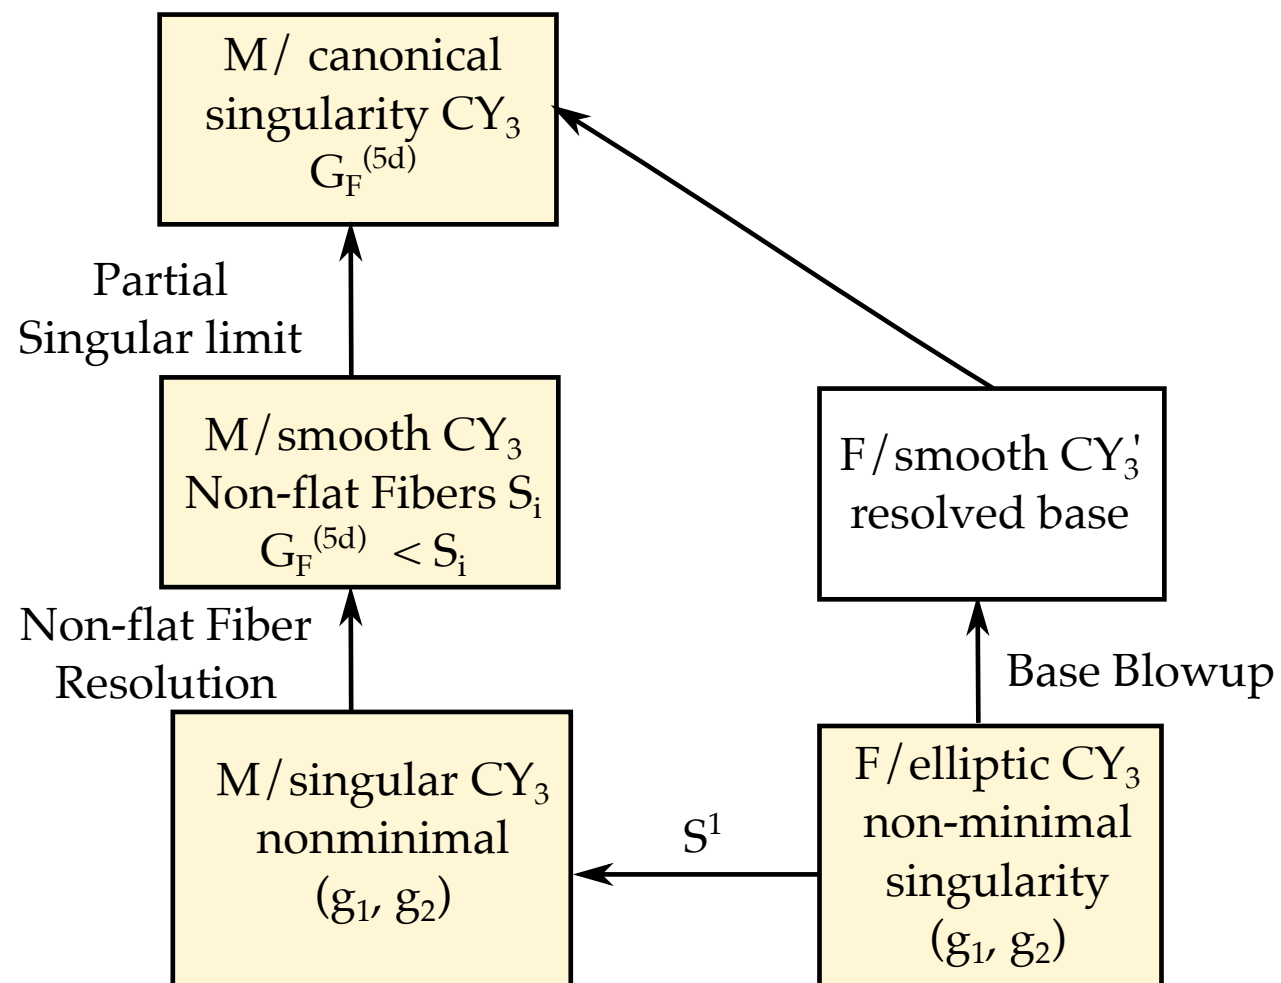 M/ canonical
singularity CY₃
G_F^(5d)
Partial
Singular limit
M/smooth CY₃
Non-flat Fibers Sᵢ
G_F^(5d) < Sᵢ
F/smooth CY₃'
resolved base
Non-flat Fiber
Resolution
Base Blowup
M/singular CY₃
nonminimal
(g₁, g₂)
S¹
F/elliptic CY₃
non-minimal
singularity
(g₁, g₂)